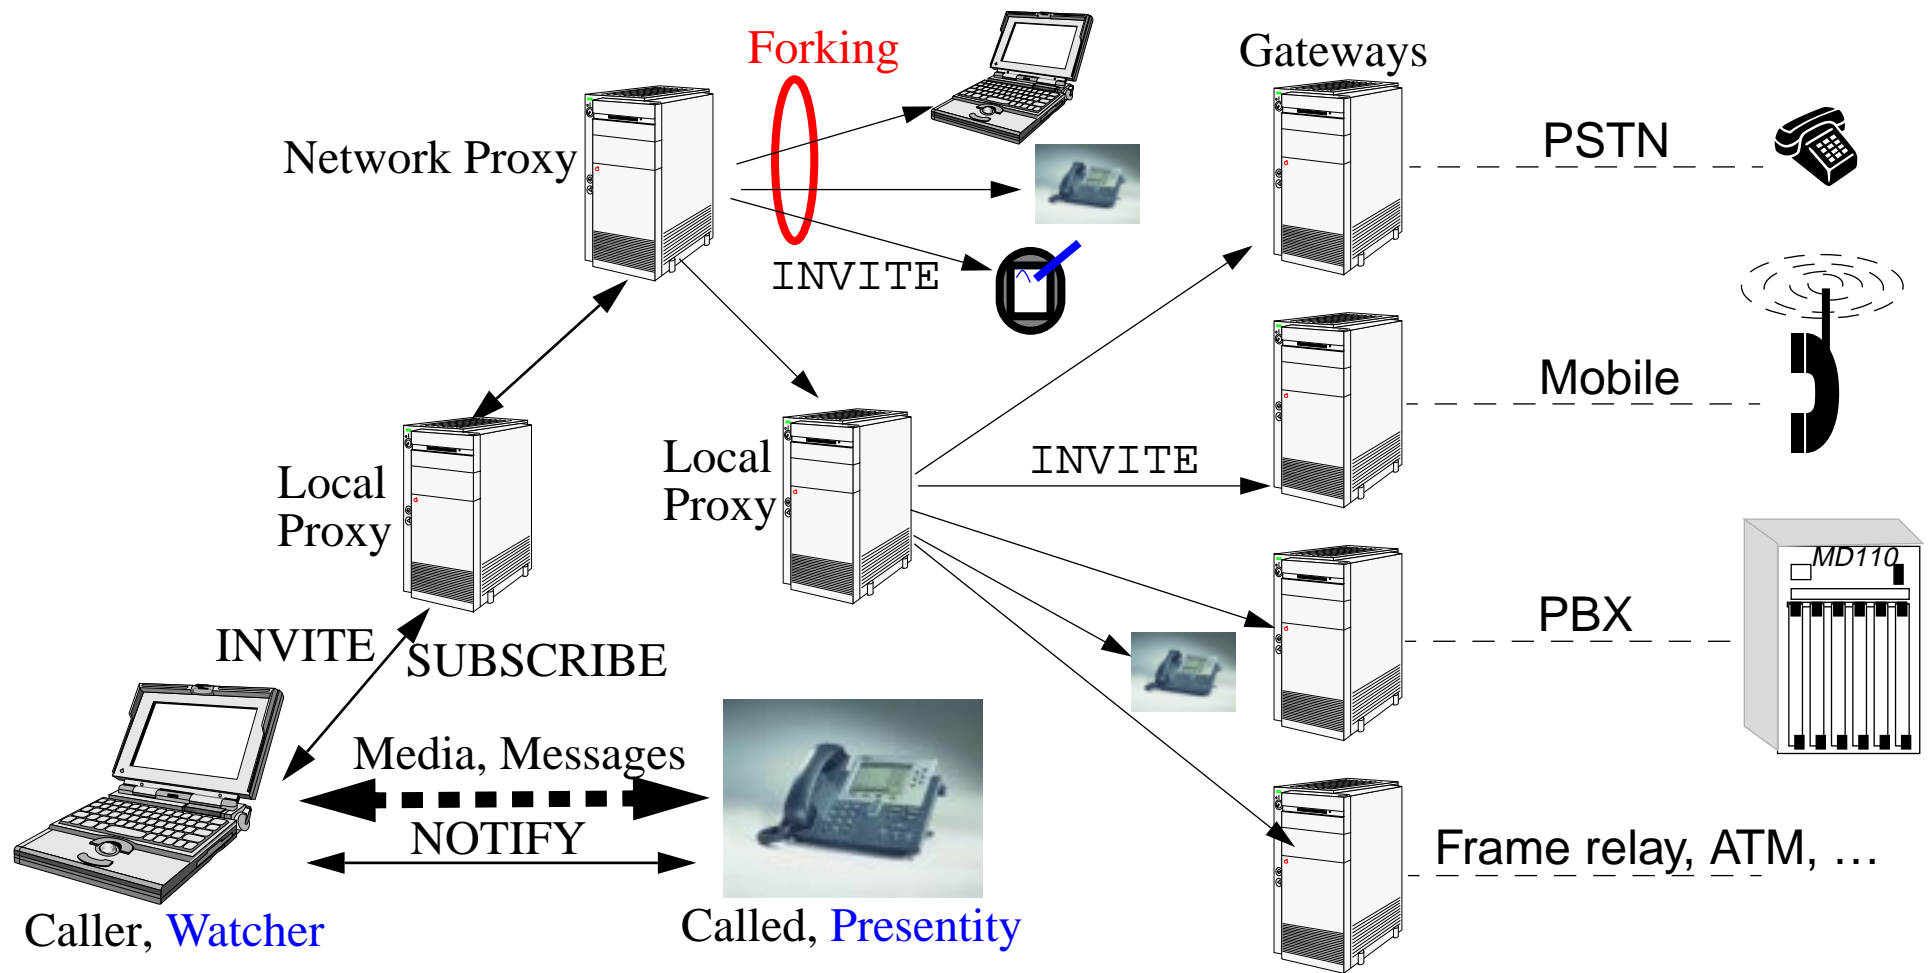 Forking
Gateways
Network Proxy
PSTN
INVITE
Mobile
Local
Proxy
Local
Proxy
INVITE
MD110
PBX
INVITE
SUBSCRIBE
Media, Messages
NOTIFY
Frame relay, ATM, …
Caller, Watcher
Called, Presentity